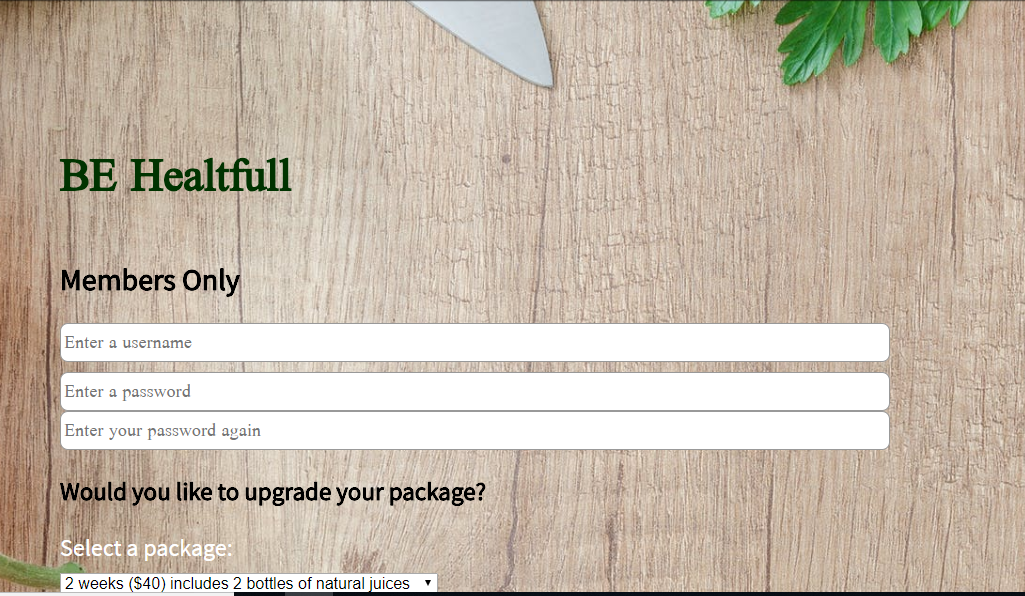 BE Healtfull
Members Only
Enter a username
Enter a password
Enter your password again
Would you like to upgrade your package?
Select a package:
2 weeks ($40) includes 2 bottles of natural juices